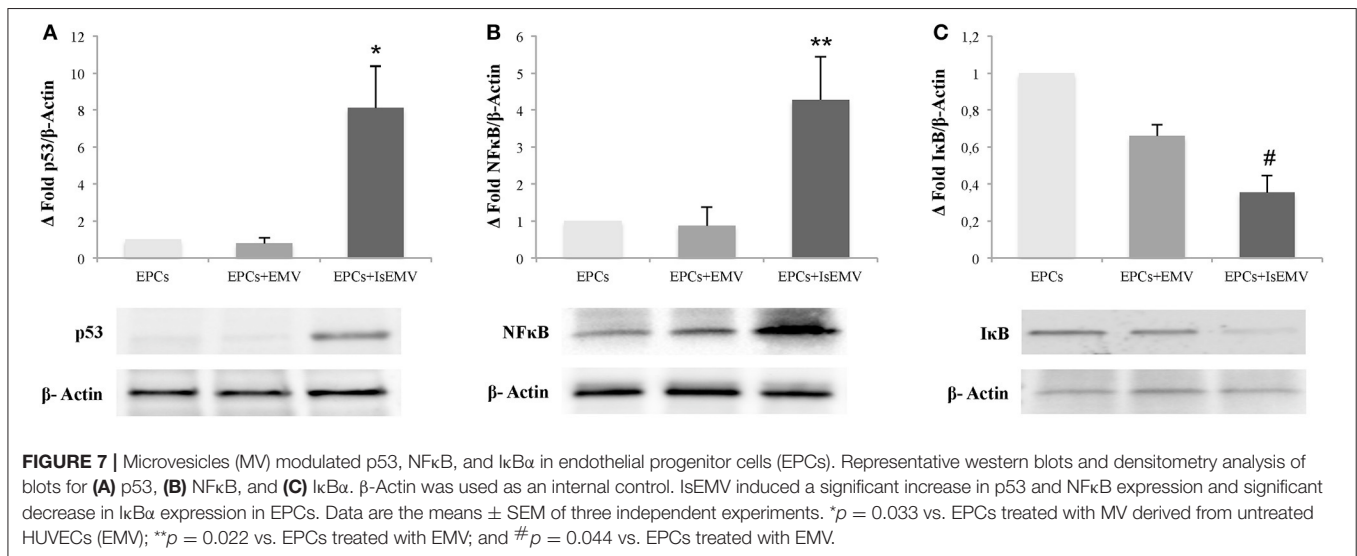 A
Δ Fold p53/β-Actin
12
10
8
6
4
2
0
*
EPCs
EPCs+EMV
EPCs+IsEMV
p53
β- Actin
B
Δ Fold NFκB/β-Actin
6
5
4
3
2
1
0
**
EPCs
EPCs+EMV
EPCs+IsEMV
NFκB
β- Actin
C
Δ Fold IκB/β-Actin
1,2
1
0,8
0,6
0,4
0,2
0
#
EPCs
EPCs+EMV
EPCs+IsEMV
IκB
β- Actin
FIGURE 7 | Microvesicles (MV) modulated p53, NFκB, and IκBα in endothelial progenitor cells (EPCs). Representative western blots and densitometry analysis of
blots for (A) p53, (B) NFκB, and (C) IκBα. β-Actin was used as an internal control. IsEMV induced a significant increase in p53 and NFκB expression and significant
decrease in IκBα expression in EPCs. Data are the means ± SEM of three independent experiments. *p = 0.033 vs. EPCs treated with MV derived from untreated
HUVECs (EMV); **p = 0.022 vs. EPCs treated with EMV; and #p = 0.044 vs. EPCs treated with EMV.